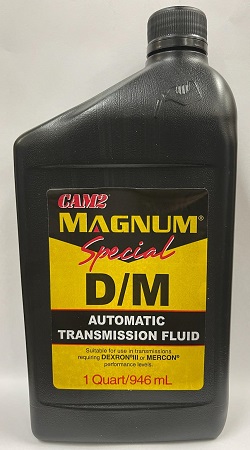 CAM2
MAGNUM®
Special
D/M
AUTOMATIC
TRANSMISSION FLUID
Suitable for use in transmissions
requiring DEXRON®III or MERCON®
performance levels.
1 Quart/946 mL